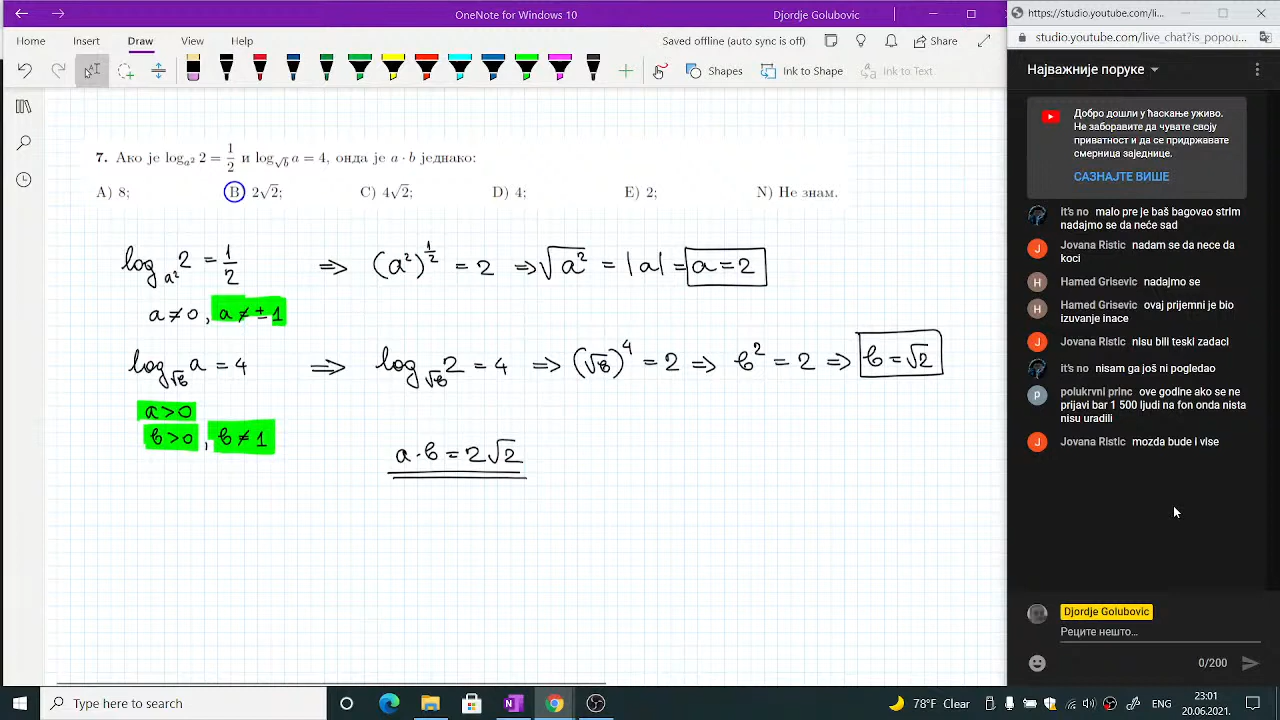 OneNote for Windows 10
Djordje Golubovic
https://studio.youtube.com/li...
Home Insert Draw View Help
Saved offline (auto sync is off)
Share
studio.youtube.com/live_chat?is_popou...
Shapes
Ink to Shape
Ink to Text
Најважније поруке
7. Ако је log_{a²} 2 = 1/2 и log_{√b} a = 4, онда је a · b једнако:
A) 8; B) 2√2; C) 4√2; D) 4; E) 2; N) Не знам.
log_{a²} 2 = 1/2 ⇒ (a²)^{1/2} = 2 ⇒ √a² = |a| = a = 2
a ≠ 0, a ≠ ± 1
log_{√b} a = 4 ⇒ log_{√b} 2 = 4 ⇒ (√b)⁴ = 2 ⇒ b² = 2 ⇒ b = √2
a > 0
b > 0, b ≠ 1
a · b = 2√2
Добро дошли у ћаскање уживо.
Не заборавите да чувате своју
приватност и да се придржавате
смерница заједнице.
САЗНАЈТЕ ВИШЕ
It's no malo pre je baš bagovao strim
nadajmo se da neće sad
Jovana Ristic nadam se da nece da
koci
Hamed Grisevic nadajmo se
Hamed Grisevic ovaj prijemni je bio
izuvanje inace
Jovana Ristic nisu bili teski zadaci
It's no nisam ga još ni pogledao
polukrvni princ ove godine ako se ne
prijavi bar 1 500 ljudi na fon onda nista
nisu uradili
Jovana Ristic mozda bude i vise
Djordje Golubovic
Реците нешто...
0/200
Type here to search
78°F Clear
ENG
23:01
20.06.2021.